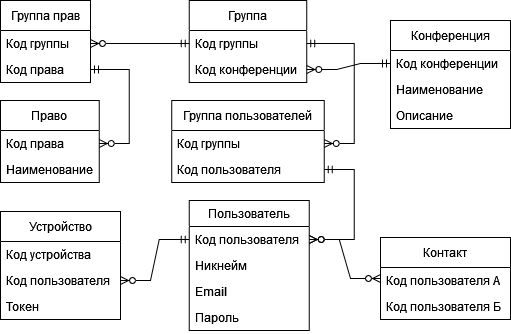 Группа прав
Код группы
Код права
Группа
Код группы
Код конференции
Конференция
Код конференции
Наименование
Описание
Право
Код права
Наименование
Группа пользователей
Код группы
Код пользователя
Устройство
Код устройства
Код пользователя
Токен
Пользователь
Код пользователя
Никнейм
Email
Пароль
Контакт
Код пользователя А
Код пользователя Б